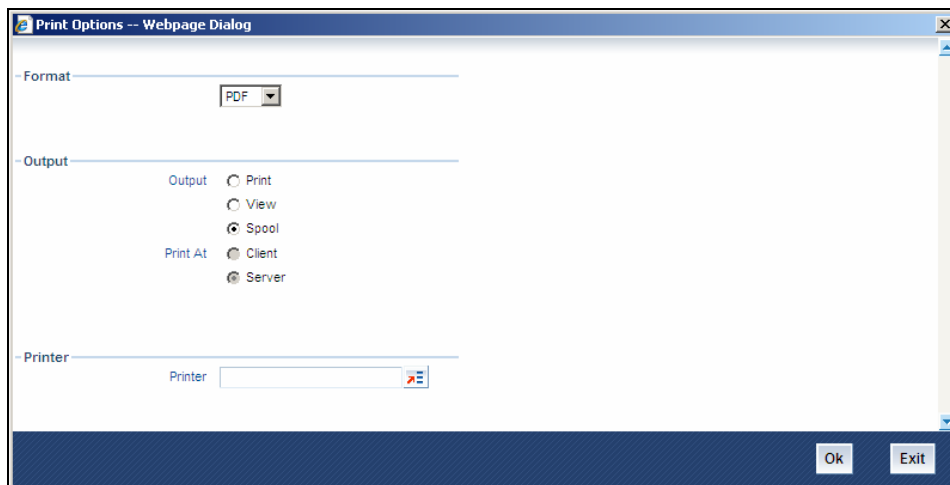 Print Options -- Webpage Dialog
Format
PDF
Output
Output Print
View
Spool
Print At Client
Server
Printer
Printer
Ok Exit